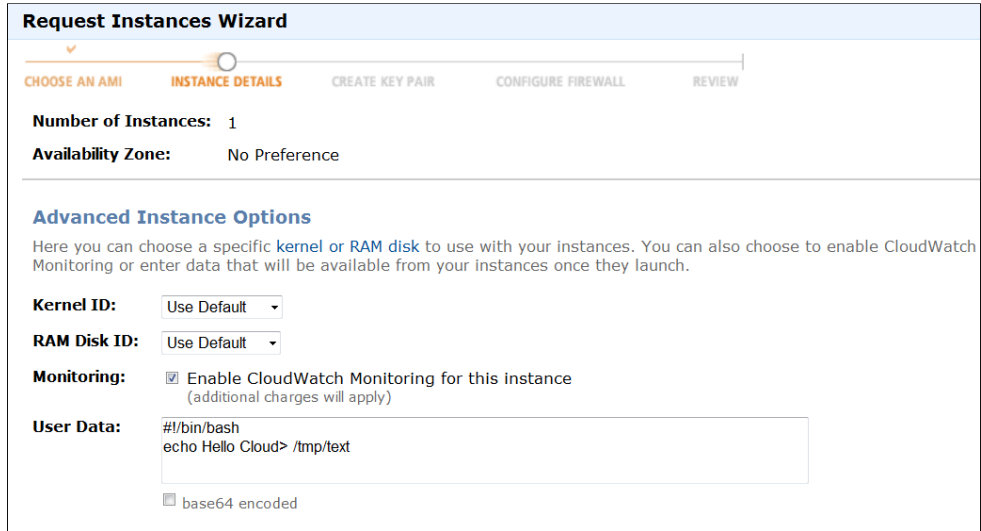 Request Instances Wizard
CHOOSE AN AMI INSTANCE DETAILS CREATE KEY PAIR CONFIGURE FIREWALL REVIEW
Number of Instances: 1
Availability Zone: No Preference
Advanced Instance Options
Here you can choose a specific kernel or RAM disk to use with your instances. You can also choose to enable CloudWatch
Monitoring or enter data that will be available from your instances once they launch.
Kernel ID: Use Default
RAM Disk ID: Use Default
Monitoring: Enable CloudWatch Monitoring for this instance
(additional charges will apply)
User Data: #!/bin/bash
echo Hello Cloud> /tmp/text
base64 encoded